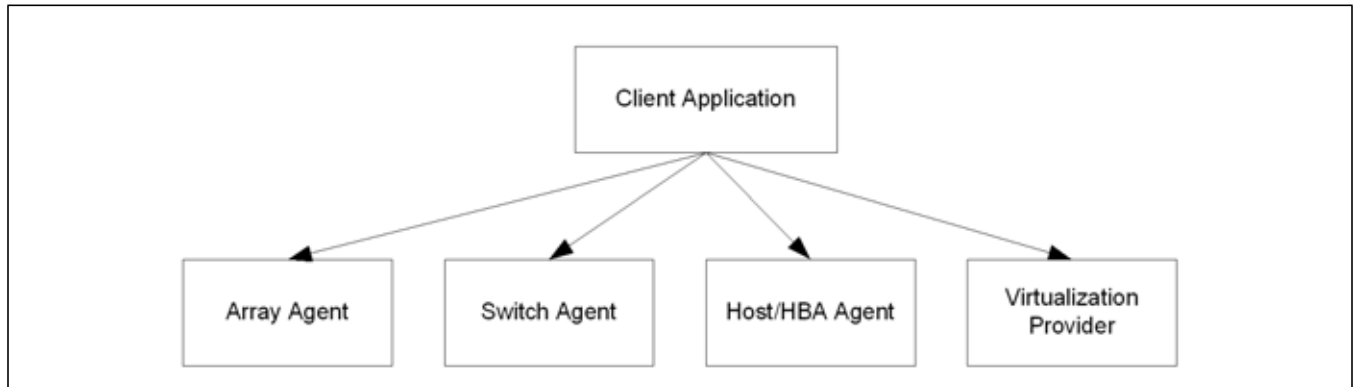 Client Application
Array Agent
Switch Agent
Host/HBA Agent
Virtualization
Provider